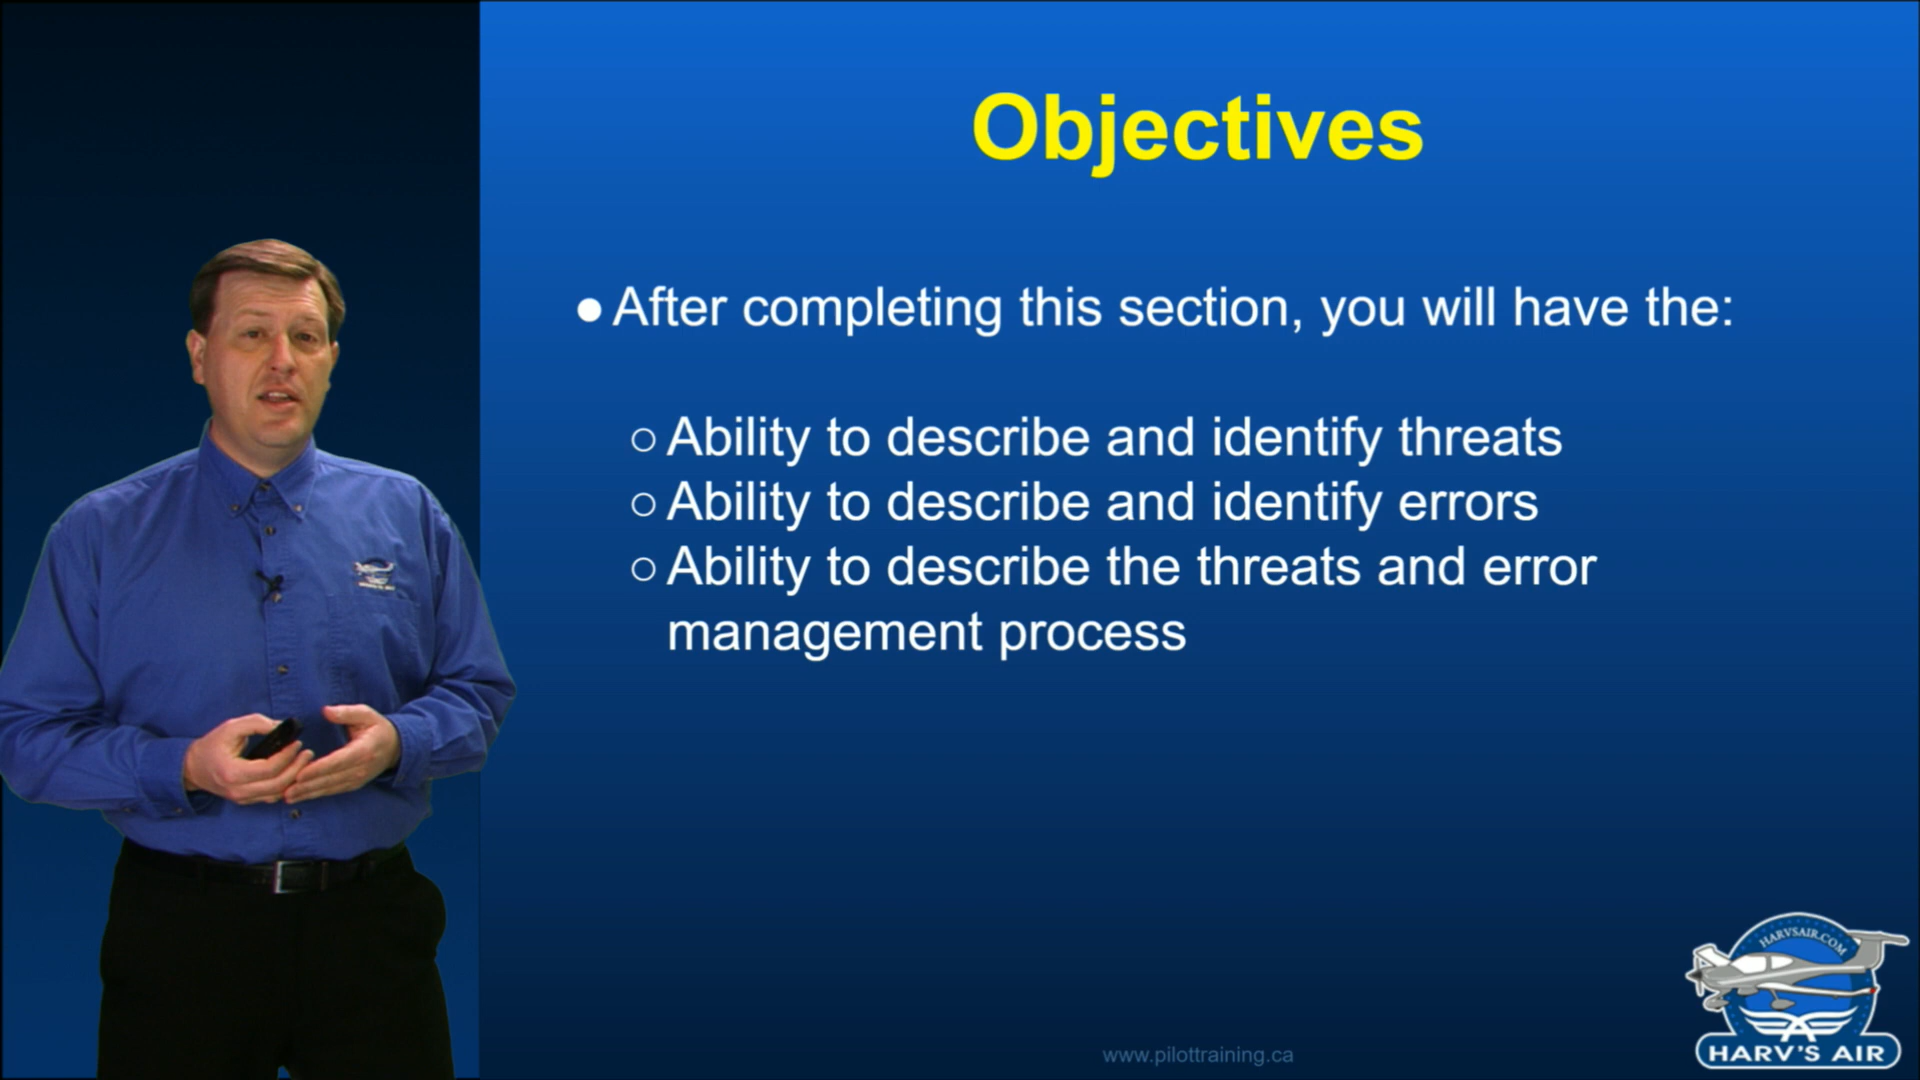 Objectives
● After completing this section, you will have the:
○ Ability to describe and identify threats
○ Ability to describe and identify errors
○ Ability to describe the threats and error
management process
HARVSAIR.COM
HARV'S AIR
www.pilottraining.ca